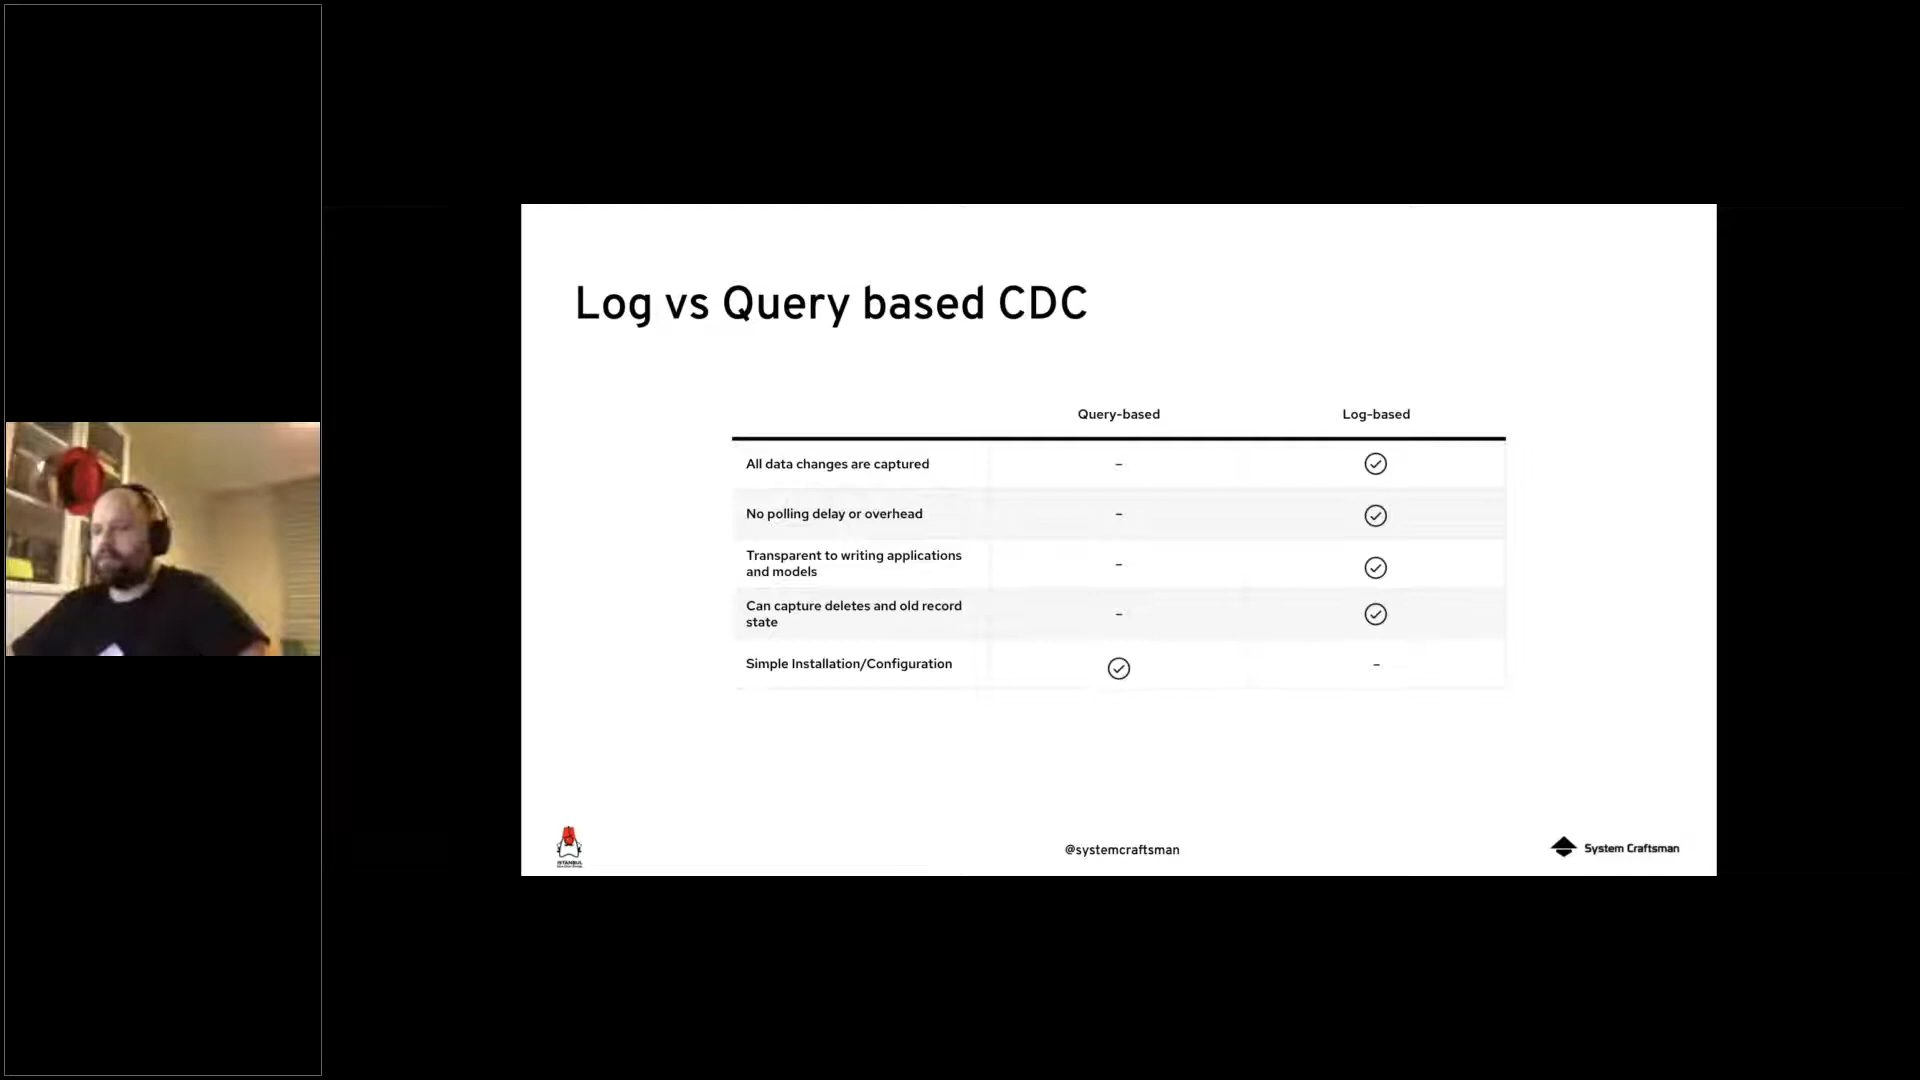 Log vs Query based CDC
Query-based
Log-based
All data changes are captured
–
No polling delay or overhead
–
Transparent to writing applications
and models
–
Can capture deletes and old record
state
–
Simple Installation/Configuration
–
ISTANBUL
@systemcraftsman
System Craftsman